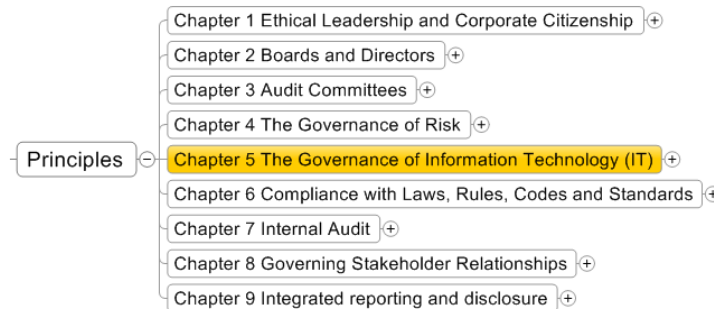 Chapter 1 Ethical Leadership and Corporate Citizenship
Chapter 2 Boards and Directors
Chapter 3 Audit Committees
Chapter 4 The Governance of Risk
Principles
Chapter 5 The Governance of Information Technology (IT)
Chapter 6 Compliance with Laws, Rules, Codes and Standards
Chapter 7 Internal Audit
Chapter 8 Governing Stakeholder Relationships
Chapter 9 Integrated reporting and disclosure